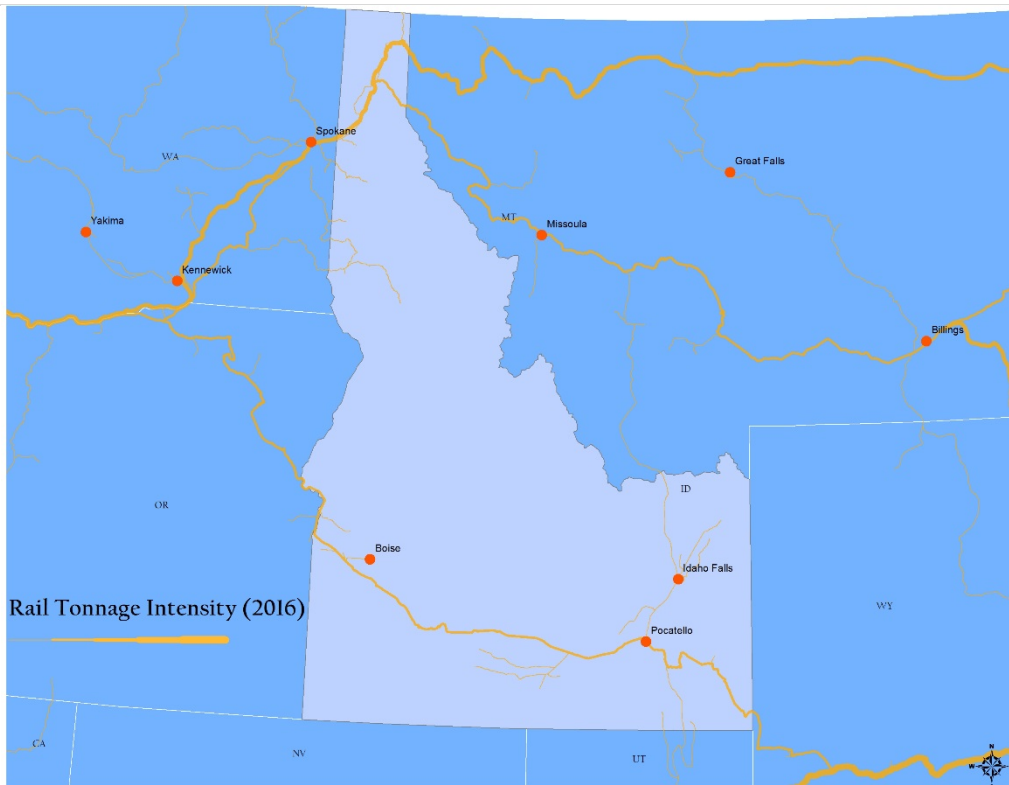 Spokane
WA
Great Falls
Yakima
MT
Missoula
Kennewick
Billings
ID
OR
Boise
Idaho Falls
Rail Tonnage Intensity (2016)
WY
Pocatello
CA
NV
UT
N
W